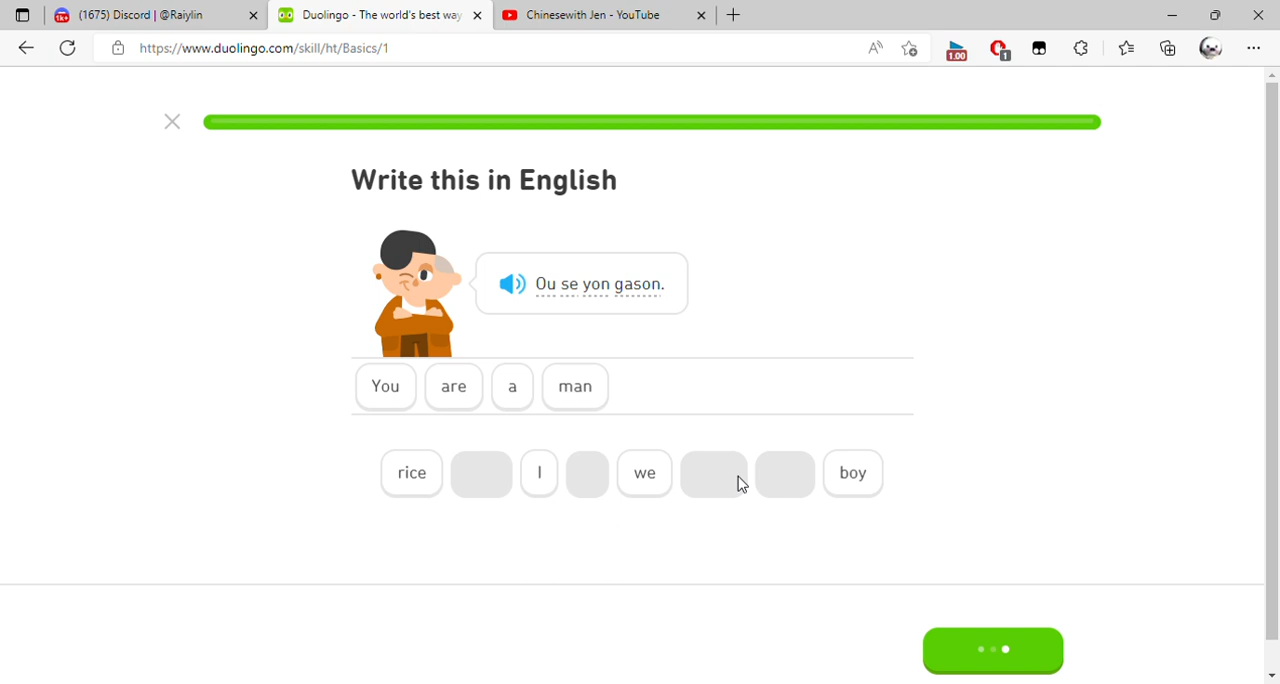 (1675) Discord | @Raiylin
Duolingo - The world's best way
Chinesewith Jen - YouTube
https://www.duolingo.com/skill/ht/Basics/1
1.00
1
Write this in English
Ou se yon gason.
You are a man
rice I we boy